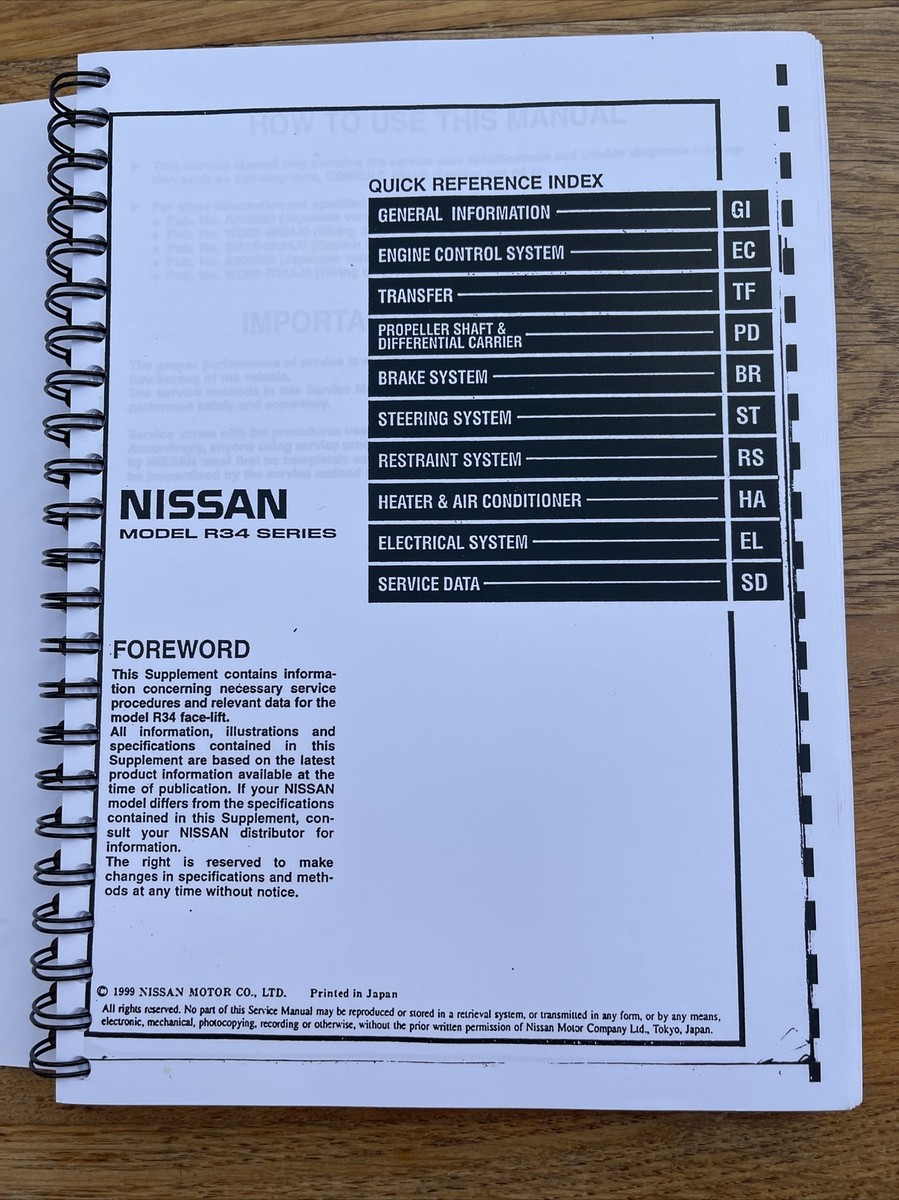 HOW TO USE THIS MANUAL
QUICK REFERENCE INDEX
GENERAL INFORMATION GI
ENGINE CONTROL SYSTEM EC
TRANSFER TF
PROPELLER SHAFT &
DIFFERENTIAL CARRIER PD
BRAKE SYSTEM BR
STEERING SYSTEM ST
RESTRAINT SYSTEM RS
HEATER & AIR CONDITIONER HA
ELECTRICAL SYSTEM EL
SERVICE DATA SD
NISSAN
MODEL R34 SERIES
FOREWORD
This Supplement contains informa-
tion concerning necessary service
procedures and relevant data for the
model R34 face-lift.
All information, illustrations and
specifications contained in this
Supplement are based on the latest
product information available at the
time of publication. If your NISSAN
model differs from the specifications
contained in this Supplement, con-
sult your NISSAN distributor for
information.
The right is reserved to make
changes in specifications and meth-
ods at any time without notice.
© 1999 NISSAN MOTOR CO., LTD. Printed in Japan
All rights reserved. No part of this Service Manual may be reproduced or stored in a retrieval system, or transmitted in any form, or by any means,
electronic, mechanical, photocopying, recording or otherwise, without the prior written permission of Nissan Motor Company Ltd., Tokyo, Japan.